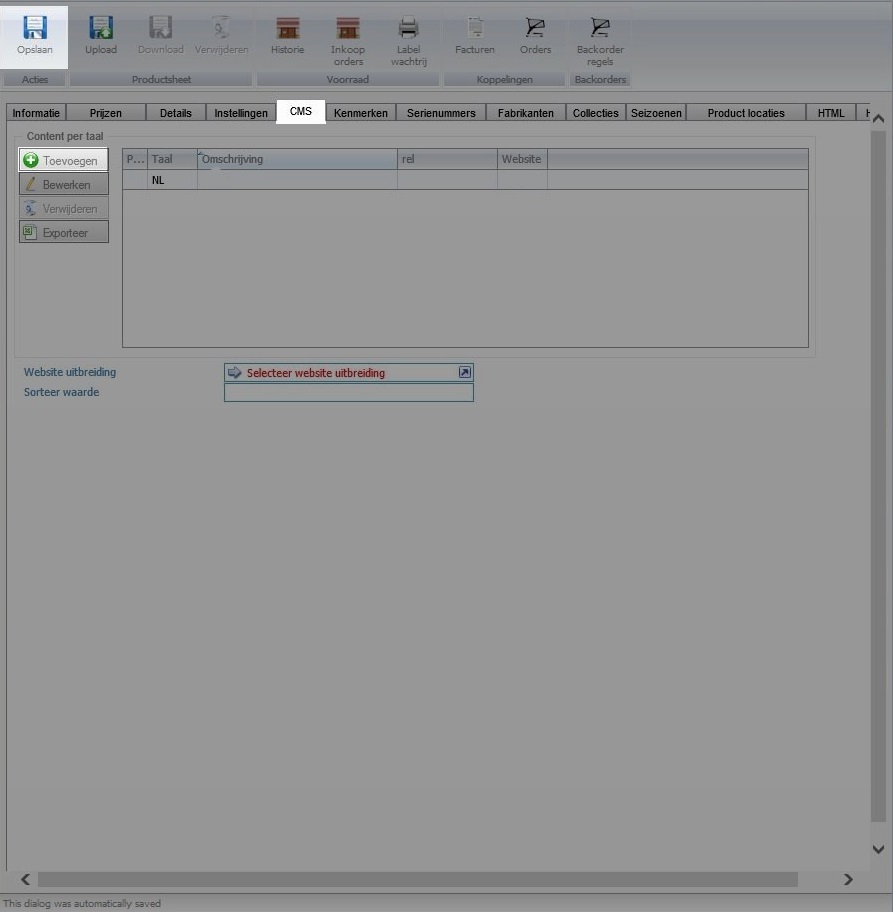 Opslaan Upload Download Verwijderen Historie Inkoop orders Label wachtrij Facturen Orders Backorder regels
Acties Productsheet Voorraad Koppelingen Backorders
Informatie Prijzen Details Instellingen CMS Kenmerken Serienummers Fabrikanten Collecties Seizoenen Product locaties HTML
Content per taal
Toevoegen P... Taal Omschrijving rel Website
Bewerken NL
Verwijderen
Exporteer
Website uitbreiding Selecteer website uitbreiding
Sorteer waarde
This dialog was automatically saved